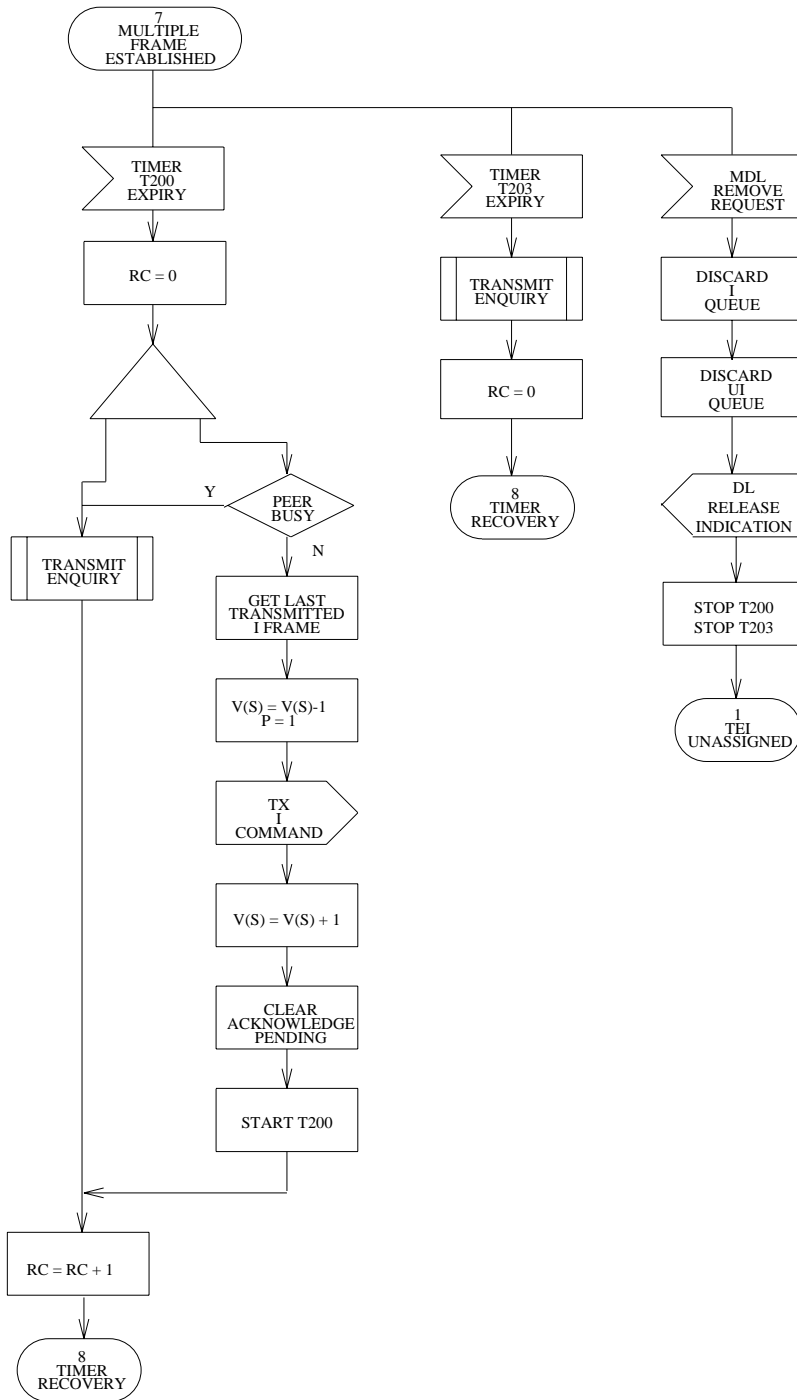 7
MULTIPLE
FRAME
ESTABLISHED
TIMER
T200
EXPIRY
RC = 0
PEER
BUSY
Y
N
TRANSMIT
ENQUIRY
GET LAST
TRANSMITTED
I FRAME
V(S) = V(S)-1
P = 1
TX
I
COMMAND
V(S) = V(S) + 1
CLEAR
ACKNOWLEDGE
PENDING
START T200
RC = RC + 1
8
TIMER
RECOVERY
TIMER
T203
EXPIRY
TRANSMIT
ENQUIRY
RC = 0
8
TIMER
RECOVERY
MDL
REMOVE
REQUEST
DISCARD
I
QUEUE
DISCARD
UI
QUEUE
DL
RELEASE
INDICATION
STOP T200
STOP T203
1
TEI
UNASSIGNED